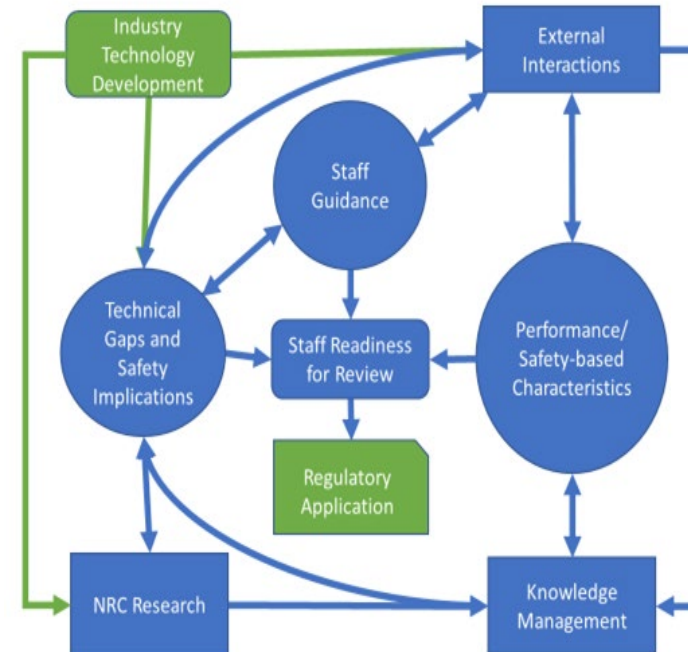 Industry
Technology
Development
External
Interactions
Staff
Guidance
Technical
Gaps and
Safety
Implications
Staff Readiness
for Review
Performance/
Safety-based
Characteristics
Regulatory
Application
NRC Research
Knowledge
Management